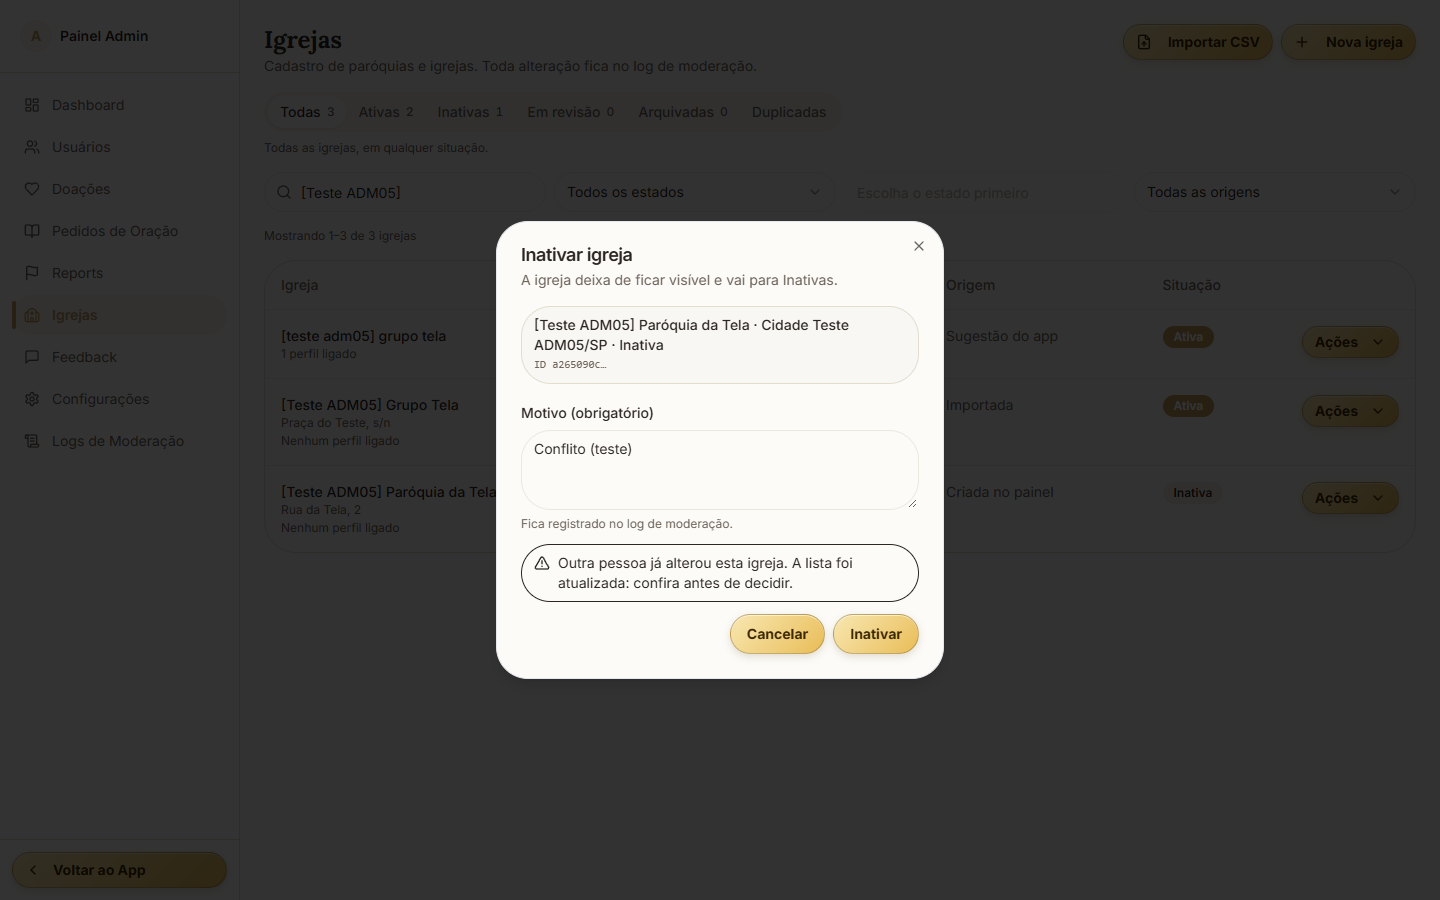 A Painel Admin
Dashboard
Usuários
Doações
Pedidos de Oração
Reports
Igrejas
Feedback
Configurações
Logs de Moderação
Voltar ao App
Igrejas
Cadastro de paróquias e igrejas. Toda alteração fica no log de moderação.
Importar CSV
Nova igreja
Todas 3 Ativas 2 Inativas 1 Em revisão 0 Arquivadas 0 Duplicadas
Todas as igrejas, em qualquer situação.
[Teste ADM05] Todos os estados Escolha o estado primeiro Todas as origens
Mostrando 1–3 de 3 igrejas
Igreja Origem Situação
[teste adm05] grupo tela Sugestão do app Ativa Ações
1 perfil ligado
[Teste ADM05] Grupo Tela Importada Ativa Ações
Praça do Teste, s/n
Nenhum perfil ligado
[Teste ADM05] Paróquia da Tela Criada no painel Inativa Ações
Rua da Tela, 2
Nenhum perfil ligado
Inativar igreja
A igreja deixa de ficar visível e vai para Inativas.
[Teste ADM05] Paróquia da Tela · Cidade Teste
ADM05/SP · Inativa
ID a265090c…
Motivo (obrigatório)
Conflito (teste)
Fica registrado no log de moderação.
Outra pessoa já alterou esta igreja. A lista foi
atualizada: confira antes de decidir.
Cancelar Inativar